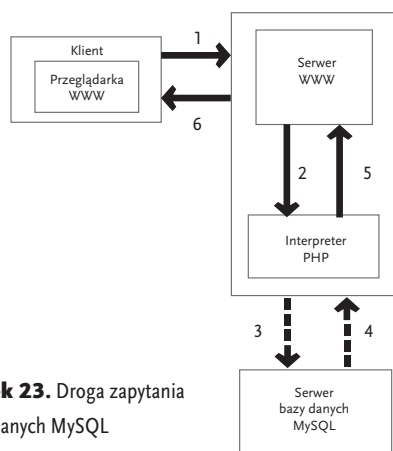 Klient
Przeglądarka
WWW
1
6
Serwer
WWW
2
5
Interpreter
PHP
3
4
Serwer
bazy danych
MySQL
k 23. Droga zapytania
anych MySQL